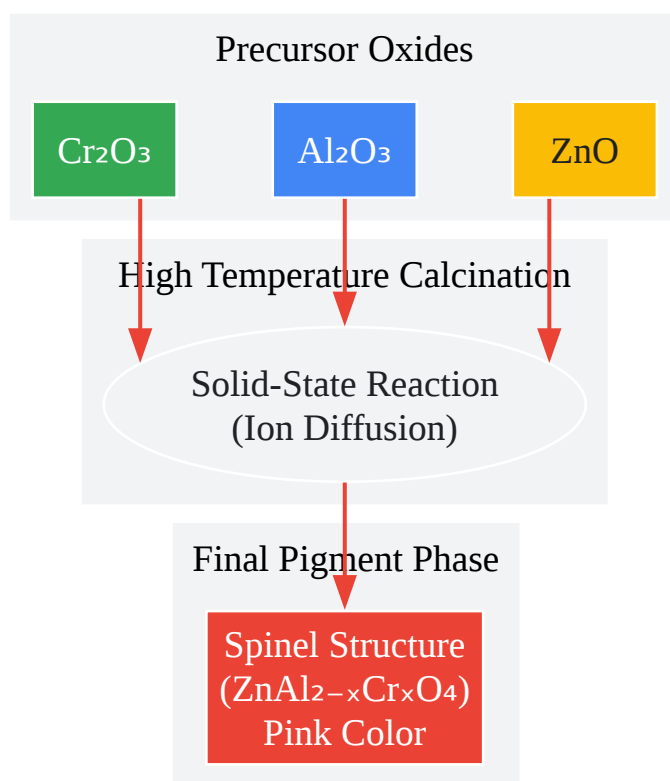 Precursor Oxides
Cr₂O₃
Al₂O₃
ZnO
High Temperature Calcination
Solid-State Reaction
(Ion Diffusion)
Final Pigment Phase
Spinel Structure
(ZnAl₂₋ₓCrₓO₄)
Pink Color